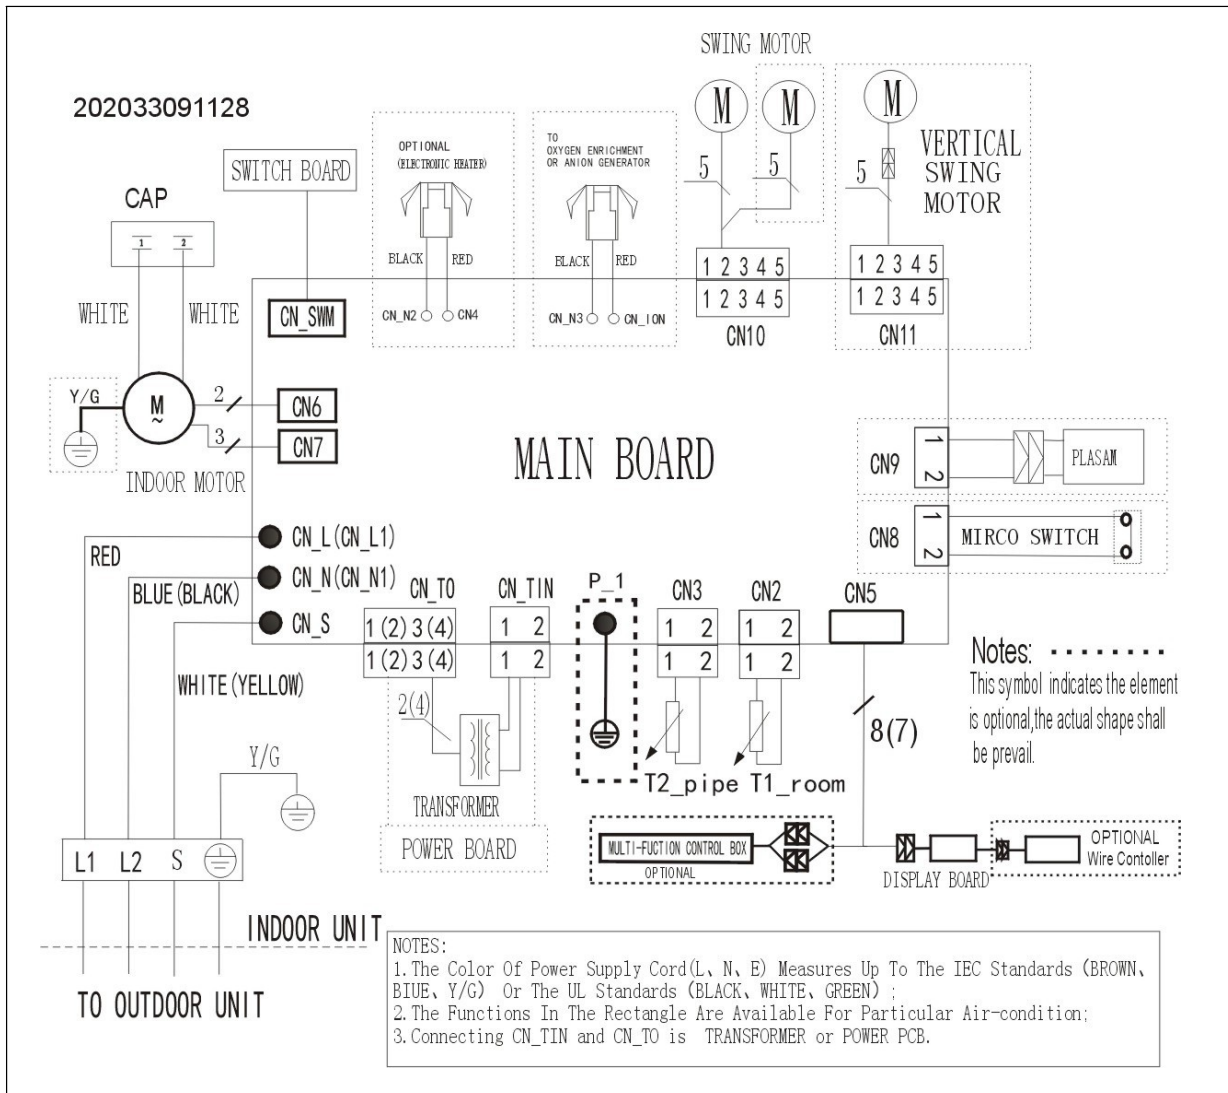 SWING MOTOR
202033091128
M
M
M
OPTIONAL
(ELECTRONIC HEATER)
TO
OXYGEN ENRICHMENT
OR ANION GENERATOR
VERTICAL
SWING
MOTOR
SWITCH BOARD
5
5
5
CAP
1 2
BLACK RED
BLACK RED
1 2 3 4 5
1 2 3 4 5
1 2 3 4 5
1 2 3 4 5
WHITE WHITE
CN_SWM
CN_N2 CN4
CN_N3 CN_ION
CN10
CN11
Y/G
M
~
2
CN6
3
CN7
INDOOR MOTOR
MAIN BOARD
CN9
1
2
PLASAM
CN8
1
2
MIRCO SWITCH
CN_L(CN_L1)
RED
CN_N(CN_N1)
BLUE(BLACK)
CN_S
WHITE(YELLOW)
CN_TO
1(2)3(4)
1(2)3(4)
CN_TIN
1 2
1 2
P_1
CN3
1 2
1 2
CN2
1 2
1 2
CN5
Notes:
This symbol indicates the element
is optional,the actual shape shall
be prevail.
2(4)
8(7)
Y/G
TRANSFORMER
T2_pipe T1_room
POWER BOARD
MULTI-FUCTION CONTROL BOX
OPTIONAL
DISPLAY BOARD
OPTIONAL
Wire Contoller
L1 L2 S
INDOOR UNIT
TO OUTDOOR UNIT
NOTES:
1.The Color Of Power Supply Cord(L、N、E) Measures Up To The IEC Standards (BROWN、
BIUE、Y/G) Or The UL Standards (BLACK、WHITE、GREEN) ;
2.The Functions In The Rectangle Are Available For Particular Air-condition;
3.Connecting CN_TIN and CN_TO is TRANSFORMER or POWER PCB.